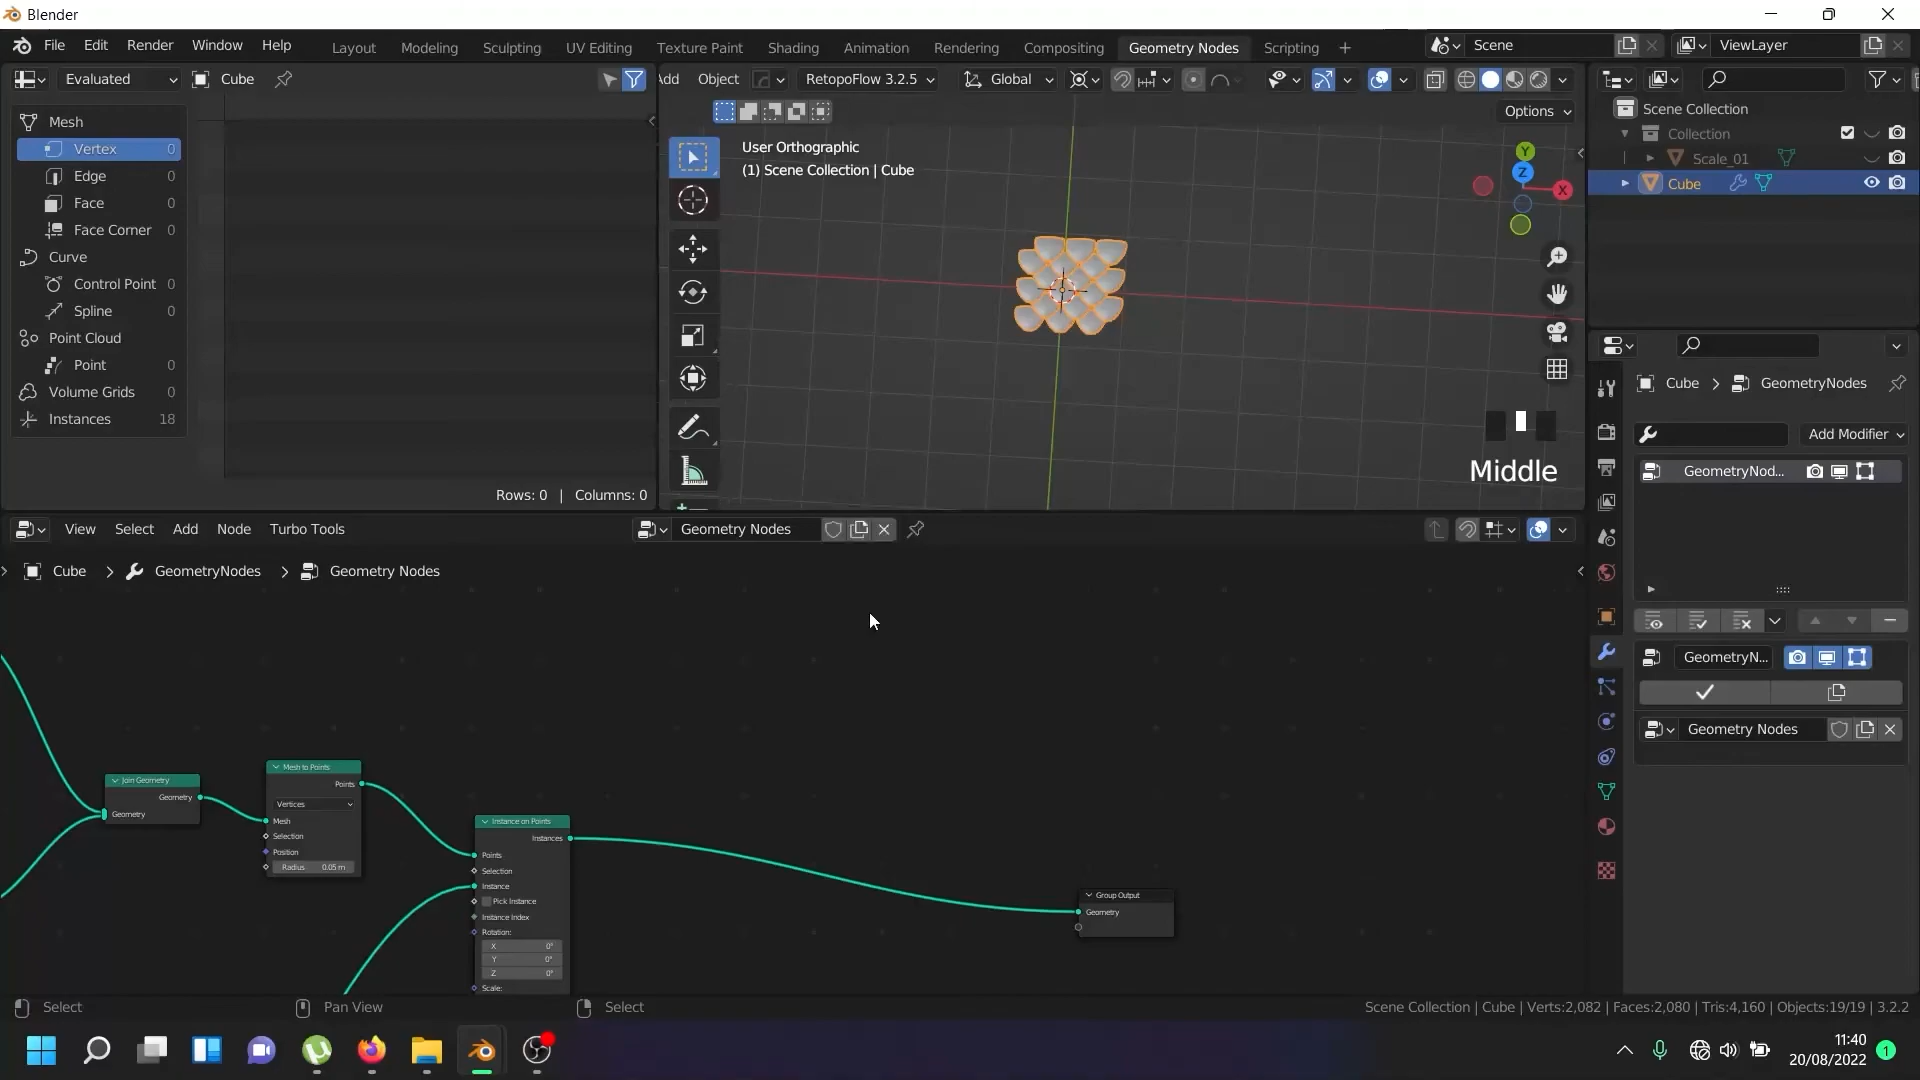 Blender
File Edit Render Window Help Layout Modeling Sculpting UV Editing Texture Paint Shading Animation Rendering Compositing Geometry Nodes Scripting + Scene ViewLayer
Evaluated Cube
dd Object RetopoFlow 3.2.5 Global
Options
Mesh
Vertex 0
Edge 0
Face 0
Face Corner 0
Curve
Control Point 0
Spline 0
Point Cloud
Point 0
Volume Grids 0
Instances 18
Rows: 0 | Columns: 0
User Orthographic
(1) Scene Collection | Cube
Y
Z
X
Middle
Scene Collection
Collection
Scale_01
Cube
Cube > GeometryNodes
Add Modifier
GeometryNod...
GeometryN...
Geometry Nodes
View Select Add Node Turbo Tools Geometry Nodes
Cube > GeometryNodes > Geometry Nodes
Join Geometry
Geometry
Geometry
Mesh to Points
Points
Vertices
Mesh
Selection
Position
Radius 0.05 m
Instance on Points
Instances
Points
Selection
Instance
Pick Instance
Instance Index
Rotation:
X 0°
Y 0°
Z 0°
Scale:
Group Output
Geometry
Select Pan View Select Scene Collection | Cube | Verts:2,082 | Faces:2,080 | Tris:4,160 | Objects:19/19 | 3.2.2
11:40
20/08/2022
1